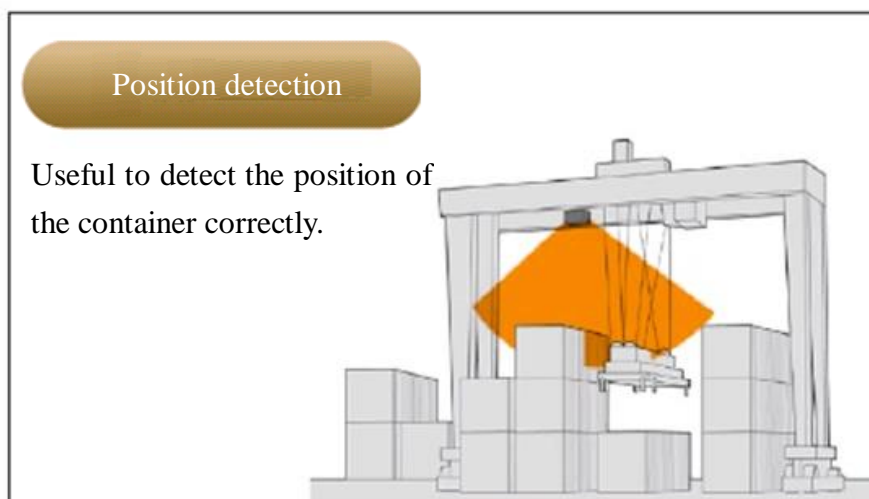 Position detection
Useful to detect the position of
the container correctly.